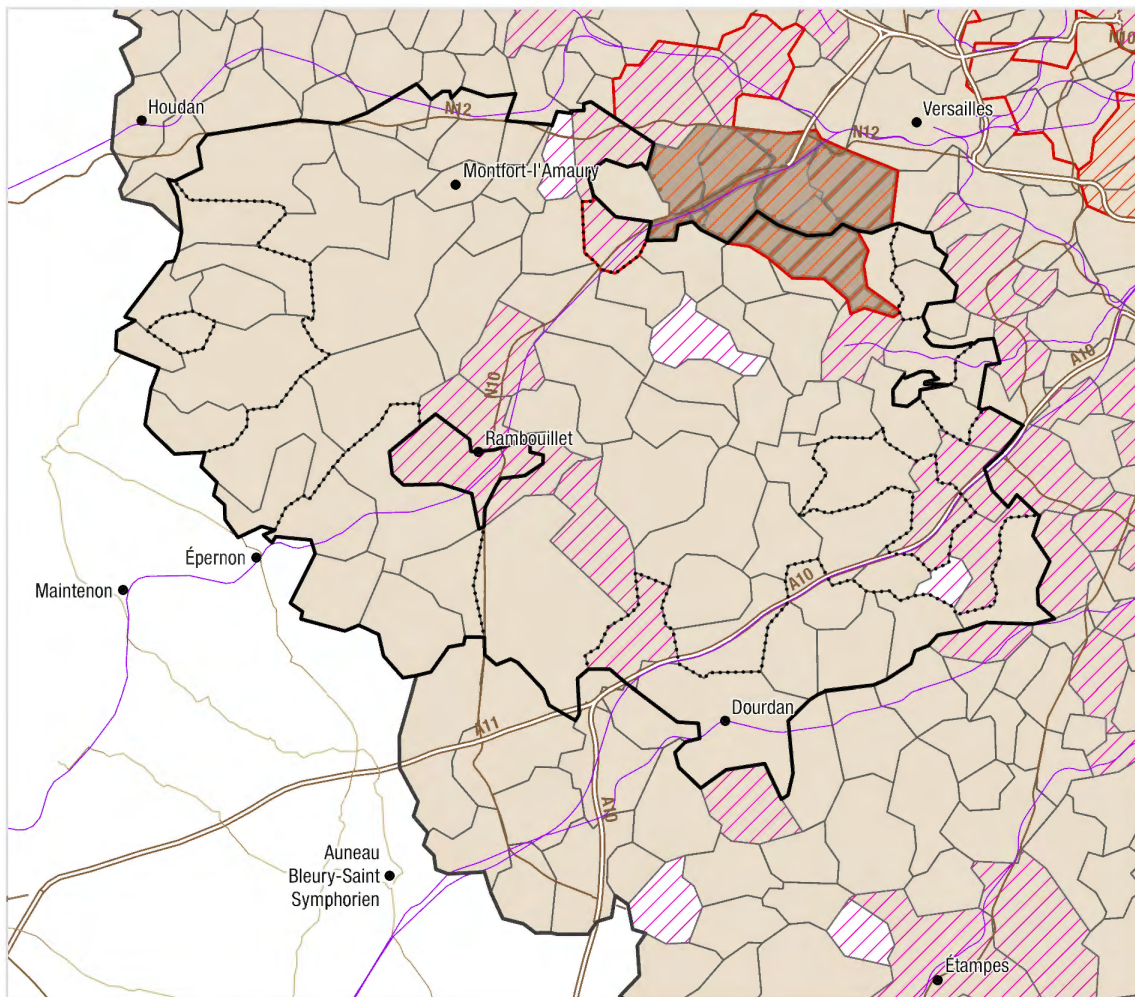 N10
Houdan
N12
Versailles
N12
Montfort-l'Amaury
A10
N10
Rambouillet
Épernon
A10
Maintenon
Dourdan
A11
A10
Auneau
Bleury-Saint
Symphorien
Étampes